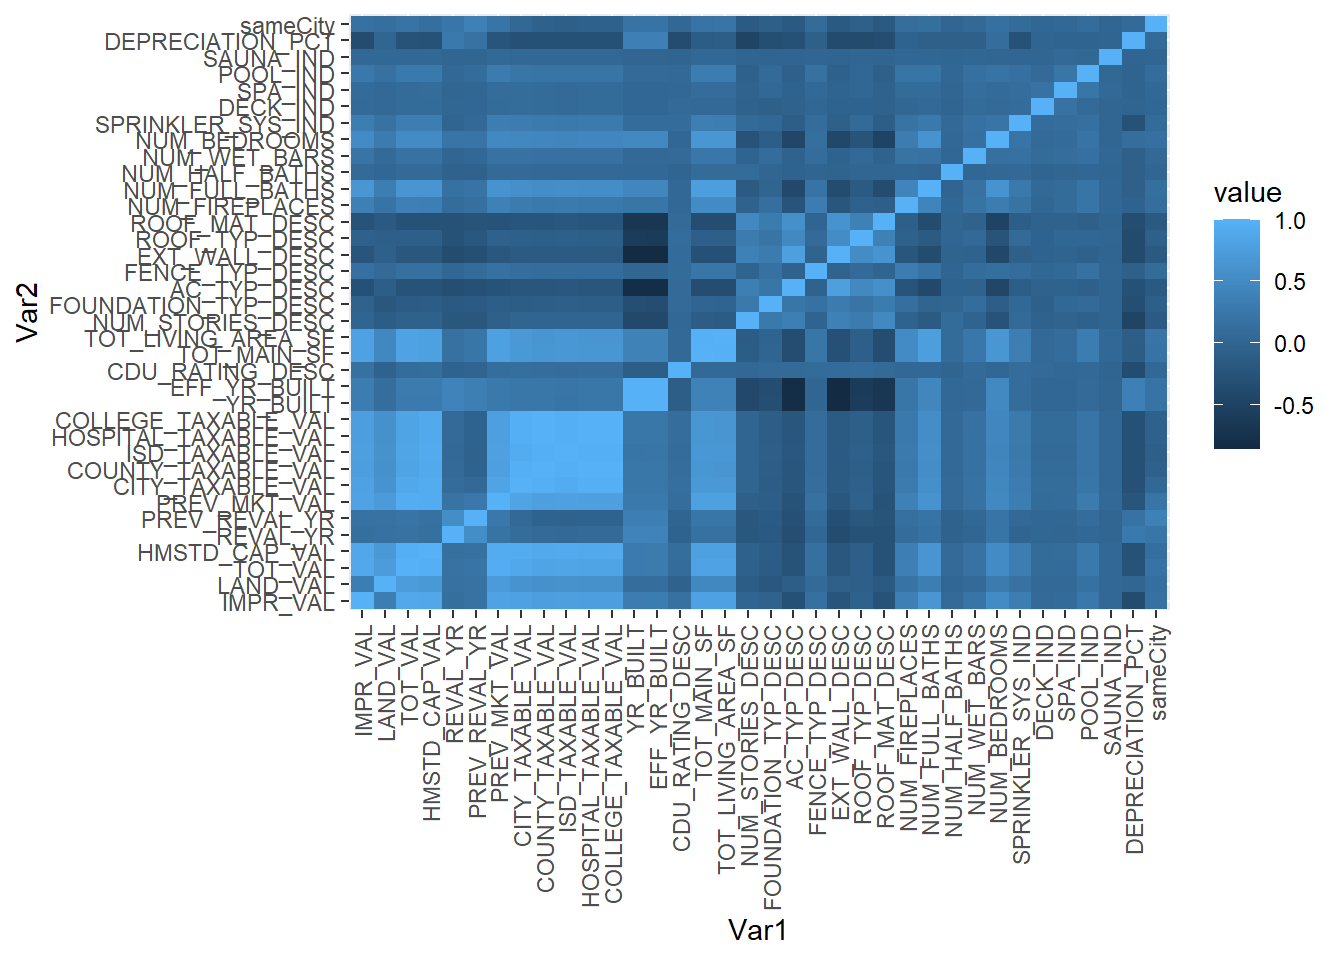 sameCity
DEPRECIATION_PCT
SAUNA_IND
POOL_IND
SPA_IND
DECK_IND
SPRINKLER_SYS_IND
NUM_BEDROOMS
NUM_WET_BARS
NUM_HALF_BATHS
NUM_FULL_BATHS
NUM_FIREPLACES
ROOF_MAT_DESC
ROOF_TYP_DESC
EXT_WALL_DESC
FENCE_TYP_DESC
AC_TYP_DESC
FOUNDATION_TYP_DESC
NUM_STORIES_DESC
TOT_LIVING_AREA_SF
TOT_MAIN_SF
CDU_RATING_DESC
EFF_YR_BUILT
YR_BUILT
COLLEGE_TAXABLE_VAL
HOSPITAL_TAXABLE_VAL
ISD_TAXABLE_VAL
COUNTY_TAXABLE_VAL
CITY_TAXABLE_VAL
PREV_MKT_VAL
PREV_REVAL_YR
REVAL_YR
HMSTD_CAP_VAL
TOT_VAL
LAND_VAL
IMPR_VAL
Var2
IMPR_VAL
LAND_VAL
TOT_VAL
HMSTD_CAP_VAL
REVAL_YR
PREV_REVAL_YR
PREV_MKT_VAL
CITY_TAXABLE_VAL
COUNTY_TAXABLE_VAL
ISD_TAXABLE_VAL
HOSPITAL_TAXABLE_VAL
COLLEGE_TAXABLE_VAL
YR_BUILT
EFF_YR_BUILT
CDU_RATING_DESC
TOT_MAIN_SF
TOT_LIVING_AREA_SF
NUM_STORIES_DESC
FOUNDATION_TYP_DESC
AC_TYP_DESC
FENCE_TYP_DESC
EXT_WALL_DESC
ROOF_TYP_DESC
ROOF_MAT_DESC
NUM_FIREPLACES
NUM_FULL_BATHS
NUM_HALF_BATHS
NUM_WET_BARS
NUM_BEDROOMS
SPRINKLER_SYS_IND
DECK_IND
SPA_IND
POOL_IND
SAUNA_IND
DEPRECIATION_PCT
sameCity
Var1
value
1.0
0.5
0.0
-0.5